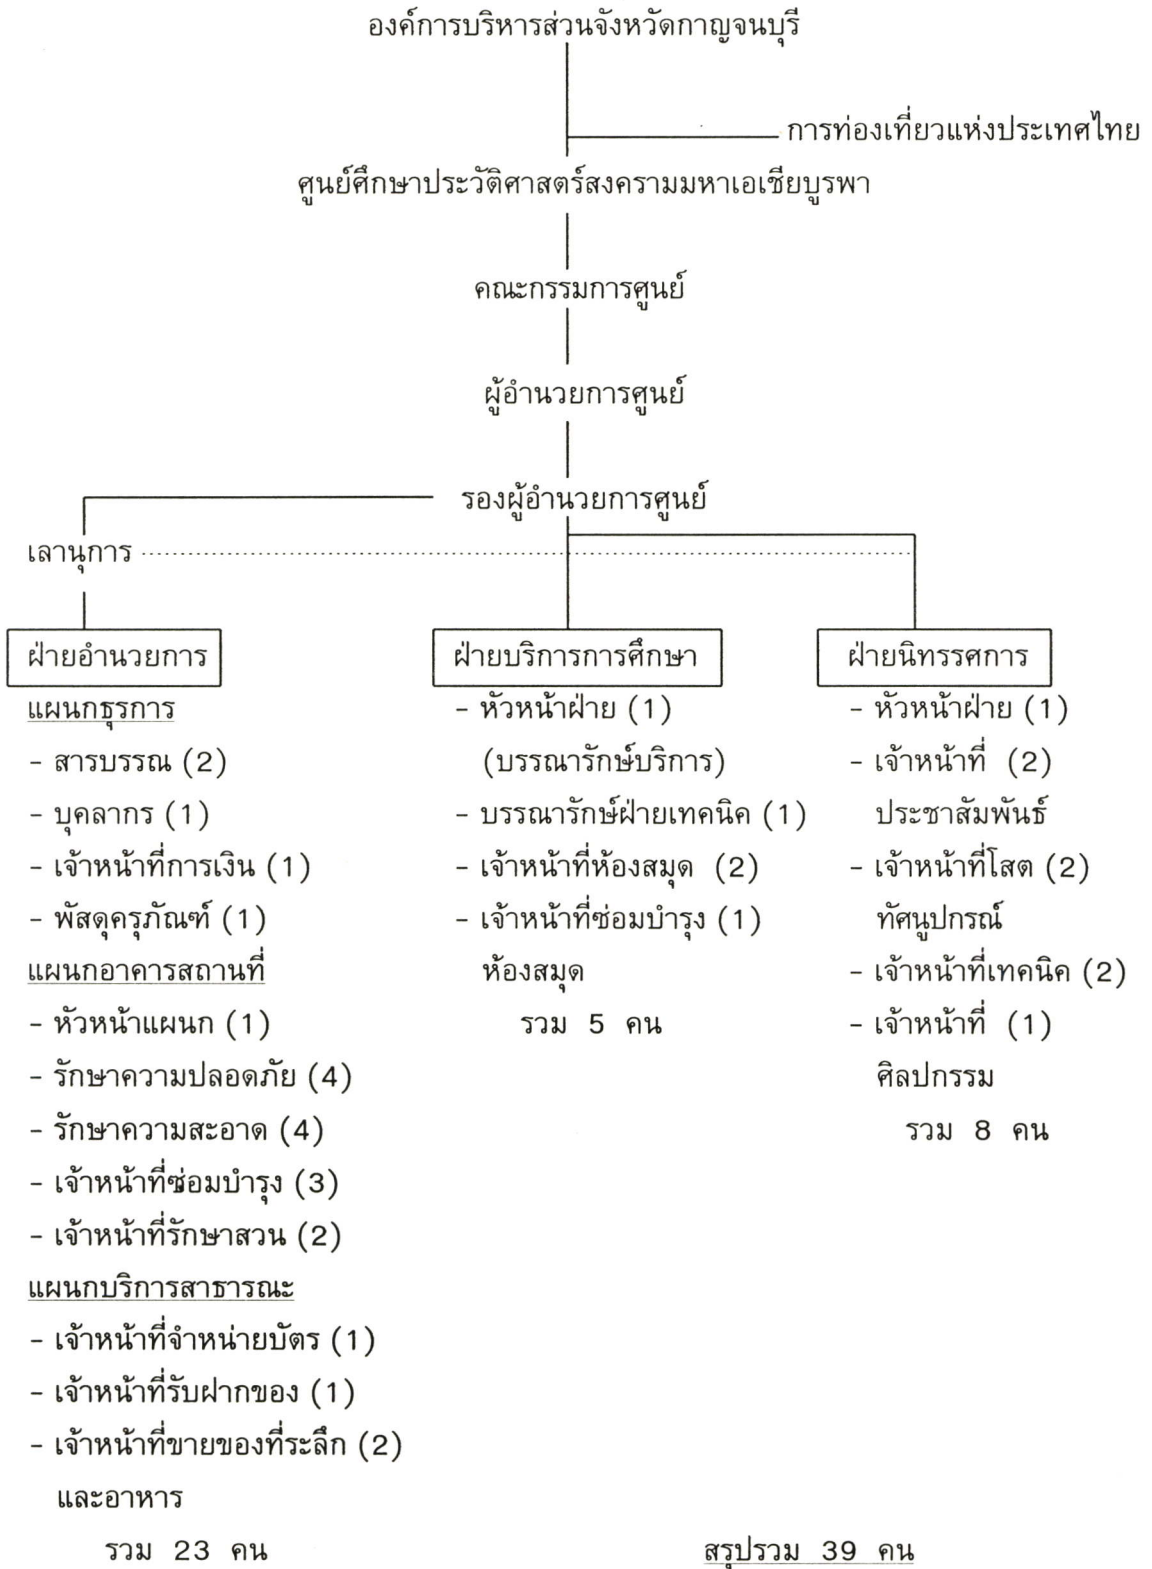 องค์การบริหารส่วนจังหวัดกาญจนบุรี
การท่องเที่ยวแห่งประเทศไทย
ศูนย์ศึกษาประวัติศาสตร์สงครามมหาเอเชียบูรพา
คณะกรรมการศูนย์
ผู้อำนวยการศูนย์
รองผู้อำนวยการศูนย์
เลานุการ
ฝ่ายอำนวยการ
แผนกธุรการ
- สารบรรณ (2)
- บุคลากร (1)
- เจ้าหน้าที่การเงิน (1)
- พัสดุครุภัณฑ์ (1)
แผนกอาคารสถานที่
- หัวหน้าแผนก (1)
- รักษาความปลอดภัย (4)
- รักษาความสะอาด (4)
- เจ้าหน้าที่ซ่อมบำรุง (3)
- เจ้าหน้าที่รักษาสวน (2)
แผนกบริการสาธารณะ
- เจ้าหน้าที่จำหน่ายบัตร (1)
- เจ้าหน้าที่รับฝากของ (1)
- เจ้าหน้าที่ขายของที่ระลึก (2)
และอาหาร
รวม 23 คน
ฝ่ายบริการการศึกษา
- หัวหน้าฝ่าย (1)
(บรรณารักษ์บริการ)
- บรรณารักษ์ฝ่ายเทคนิค (1)
- เจ้าหน้าที่ห้องสมุด (2)
- เจ้าหน้าที่ซ่อมบำรุง (1)
ห้องสมุด
รวม 5 คน
ฝ่ายนิทรรศการ
- หัวหน้าฝ่าย (1)
- เจ้าหน้าที่ (2)
ประชาสัมพันธ์
- เจ้าหน้าที่โสต (2)
ทัศนูปกรณ์
- เจ้าหน้าที่เทคนิค (2)
- เจ้าหน้าที่ (1)
ศิลปกรรม
รวม 8 คน
สรุปรวม 39 คน